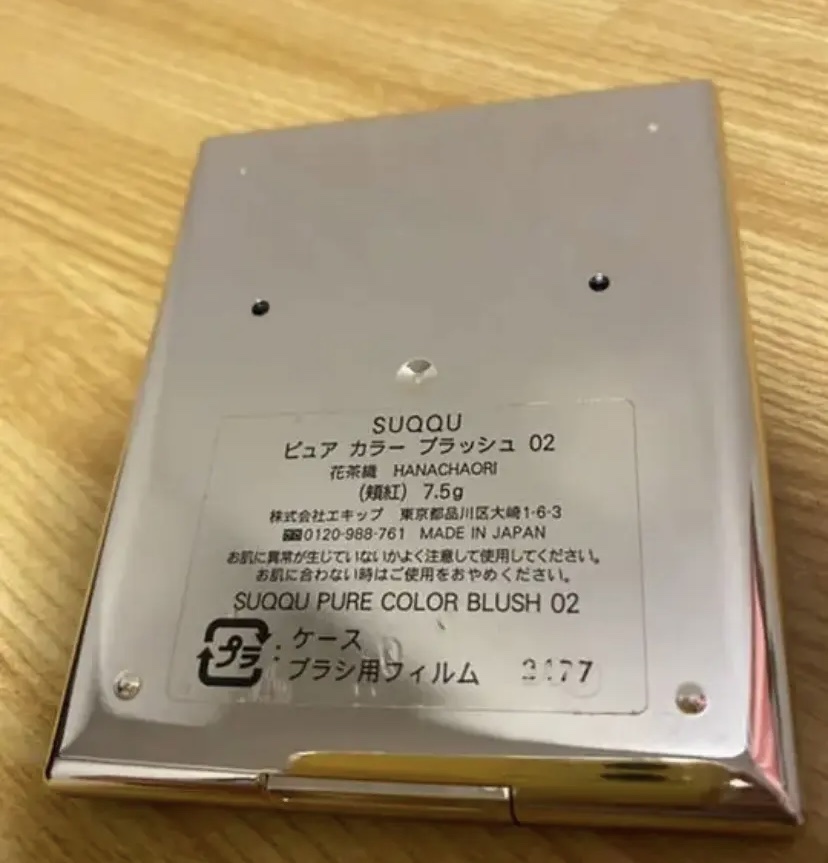 SUQQU
ピュア カラー ブラッシュ 02
花茶織 HANACHAORI
(頬紅) 7.5g
株式会社エキップ 東京都品川区大崎1-6-3
0120-988-761 MADE IN JAPAN
お肌に異常が生じていないかよく注意して使用してください。
お肌に合わない時はご使用をおやめください。
SUQQU PURE COLOR BLUSH 02
プラ : ケース
ブラシ用フィルム